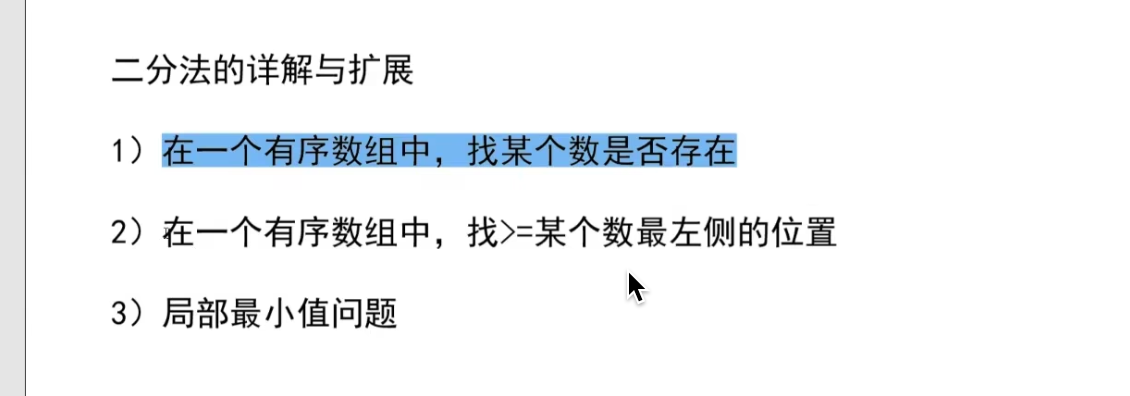 二分法的详解与扩展
1）在一个有序数组中，找某个数是否存在
2）在一个有序数组中，找>=某个数最左侧的位置
3）局部最小值问题